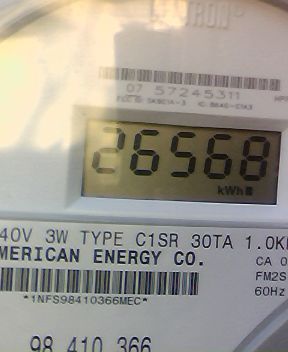 07 57245311
26568
kWh
40V 3W TYPE C1SR 30TA 1.0K
MERICAN ENERGY CO.
CA 0
FM2S
60Hz
*1NFS98410366MEC*
98 410 366